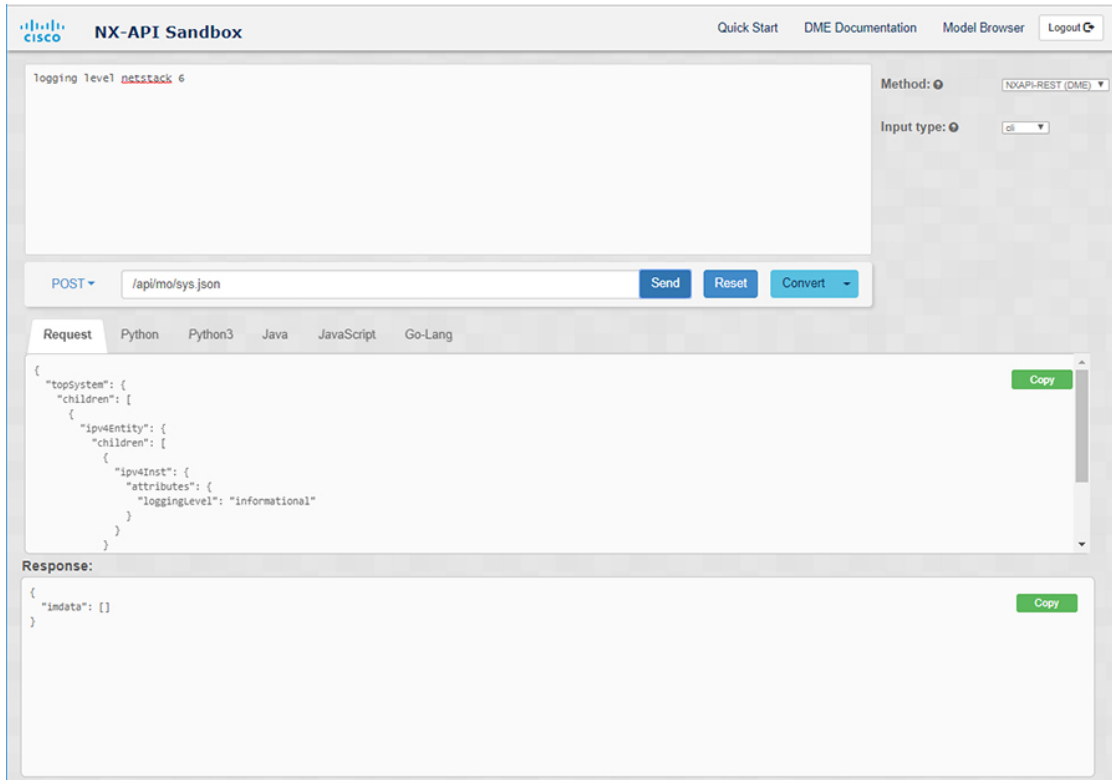 CISCO
NX-API Sandbox
Quick Start
DME Documentation
Model Browser
Logout
logging level netstack 6
Method:
NXAPI-REST (DME)
Input type:
cli
POST
/api/mo/sys.json
Send
Reset
Convert
Request
Python
Python3
Java
JavaScript
Go-Lang
{
"topSystem": {
"children": [
{
"ipv4Entity": {
"children": [
{
"ipv4Inst": {
"attributes": {
"loggingLevel": "informational"
}
}
}
Copy
Response:
{
"imdata": []
}
Copy